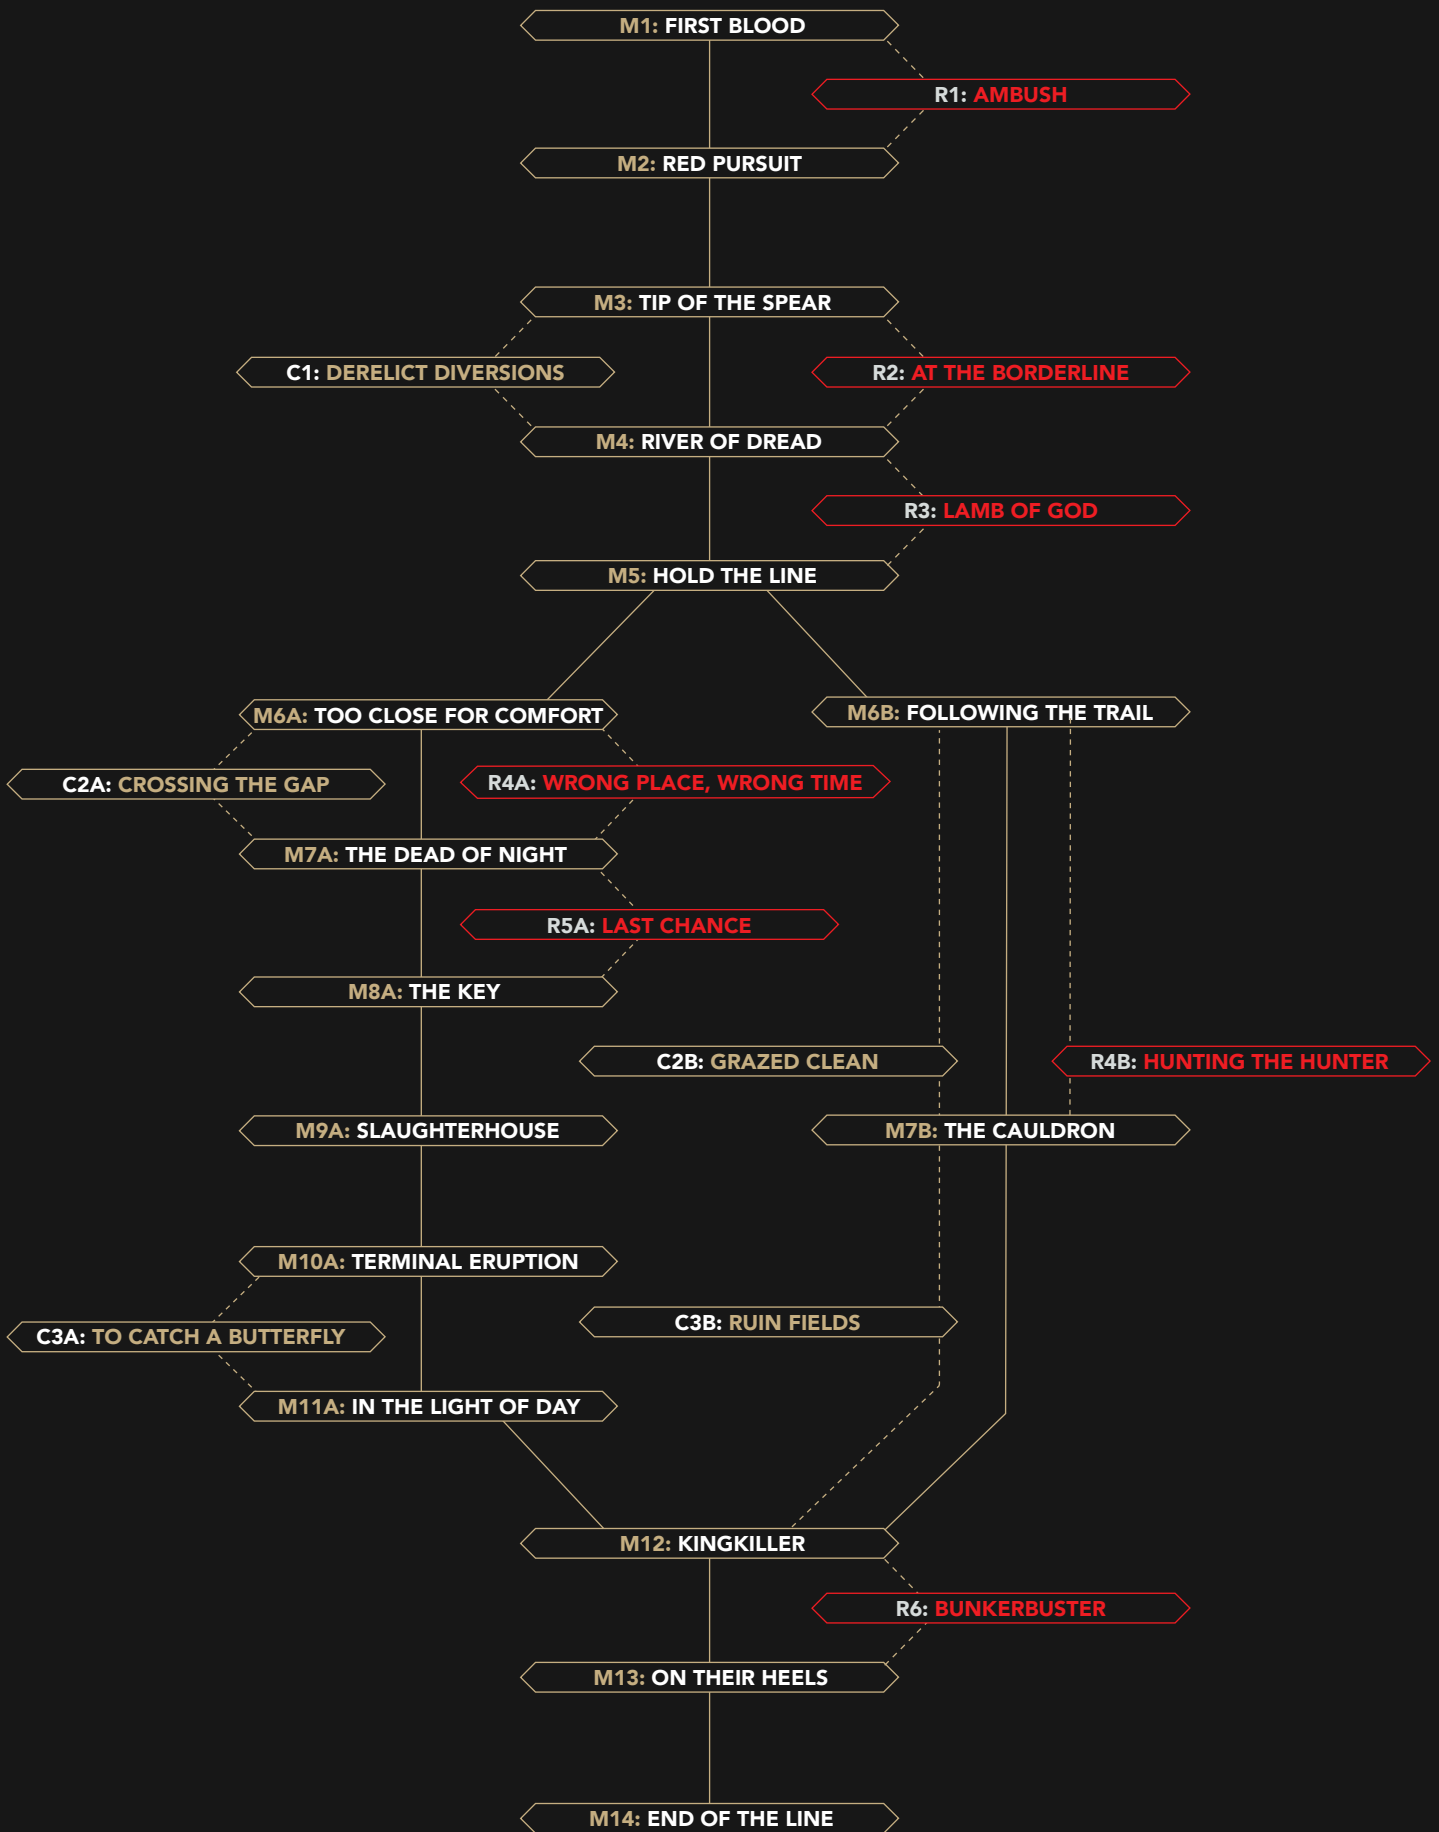 M1: FIRST BLOOD
R1: AMBUSH
M2: RED PURSUIT
M3: TIP OF THE SPEAR
C1: DERELICT DIVERSIONS
R2: AT THE BORDERLINE
M4: RIVER OF DREAD
R3: LAMB OF GOD
M5: HOLD THE LINE
M6A: TOO CLOSE FOR COMFORT
M6B: FOLLOWING THE TRAIL
C2A: CROSSING THE GAP
R4A: WRONG PLACE, WRONG TIME
M7A: THE DEAD OF NIGHT
R5A: LAST CHANCE
M8A: THE KEY
C2B: GRAZED CLEAN
R4B: HUNTING THE HUNTER
M9A: SLAUGHTERHOUSE
M7B: THE CAULDRON
M10A: TERMINAL ERUPTION
C3A: TO CATCH A BUTTERFLY
C3B: RUIN FIELDS
M11A: IN THE LIGHT OF DAY
M12: KINGKILLER
R6: BUNKERBUSTER
M13: ON THEIR HEELS
M14: END OF THE LINE